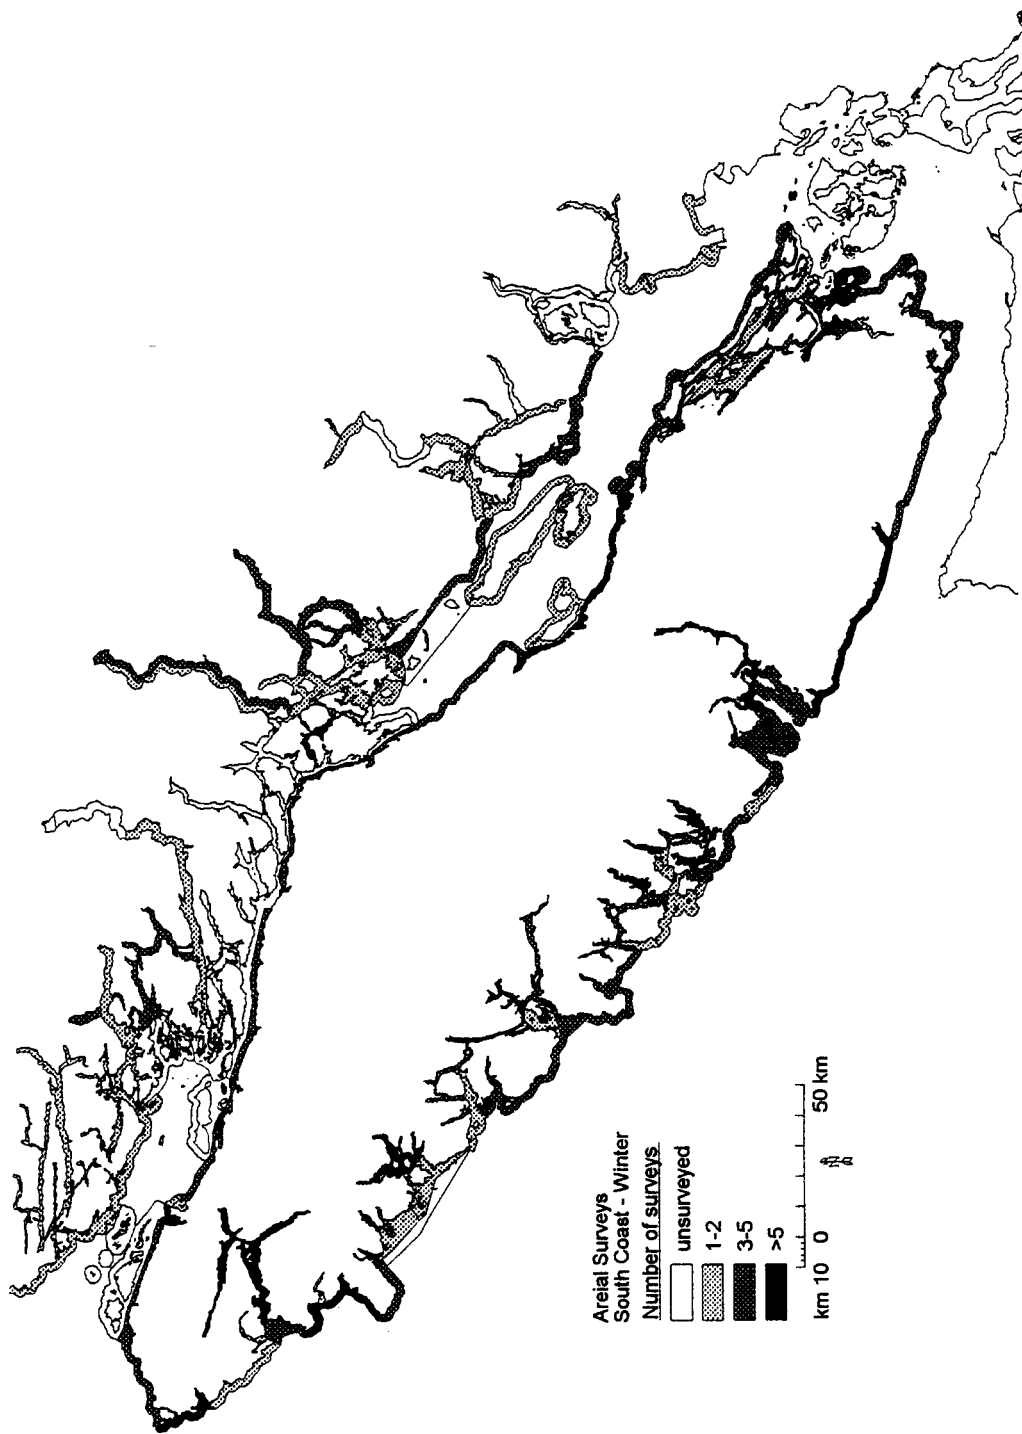 Areial Surveys
South Coast - Winter
Number of surveys
unsurveyed
1-2
3-5
>5
km 10 0 50 km